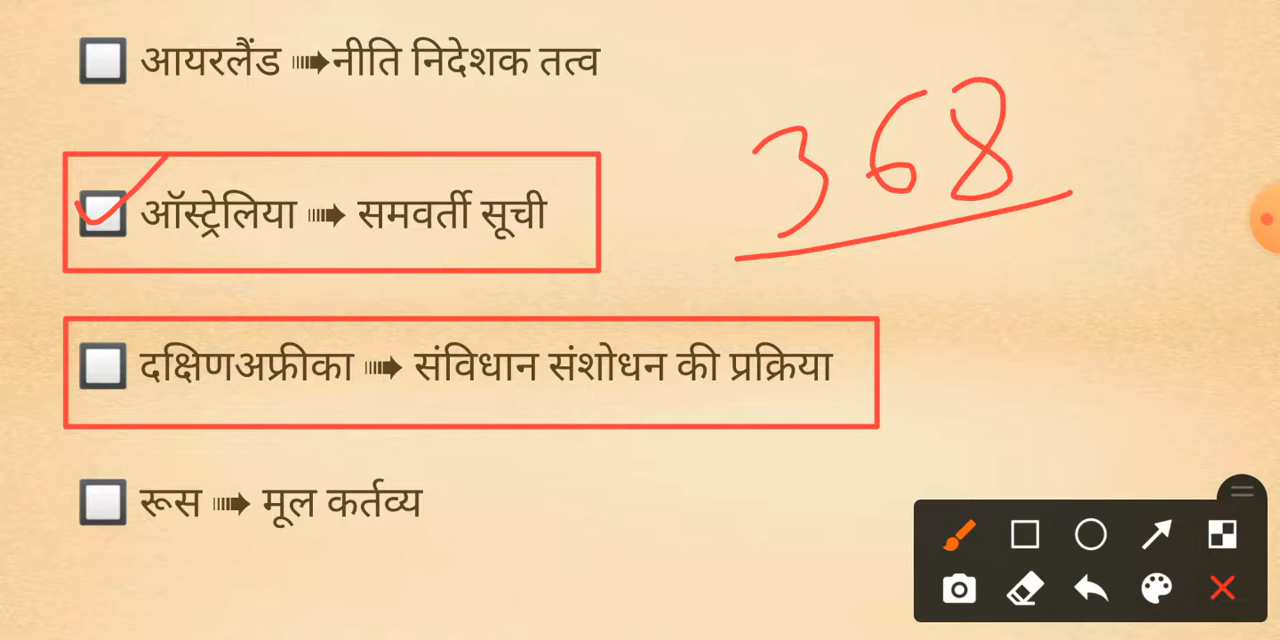 आयरलैंड ➠नीति निदेशक तत्व
368
ऑस्ट्रेलिया ➠ समवर्ती सूची
दक्षिणअफ्रीका ➠ संविधान संशोधन की प्रक्रिया
रूस ➠ मूल कर्तव्य